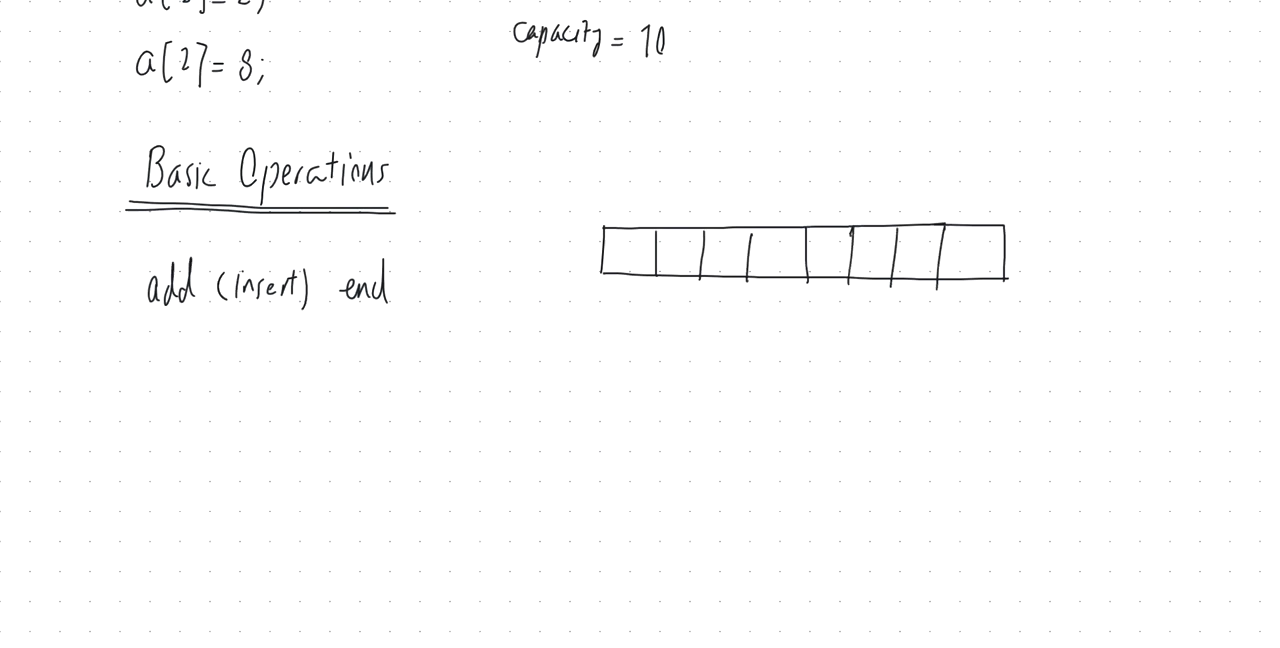 a[2]= 8;
Capacity = 10
Basic Operations
add (insert) end